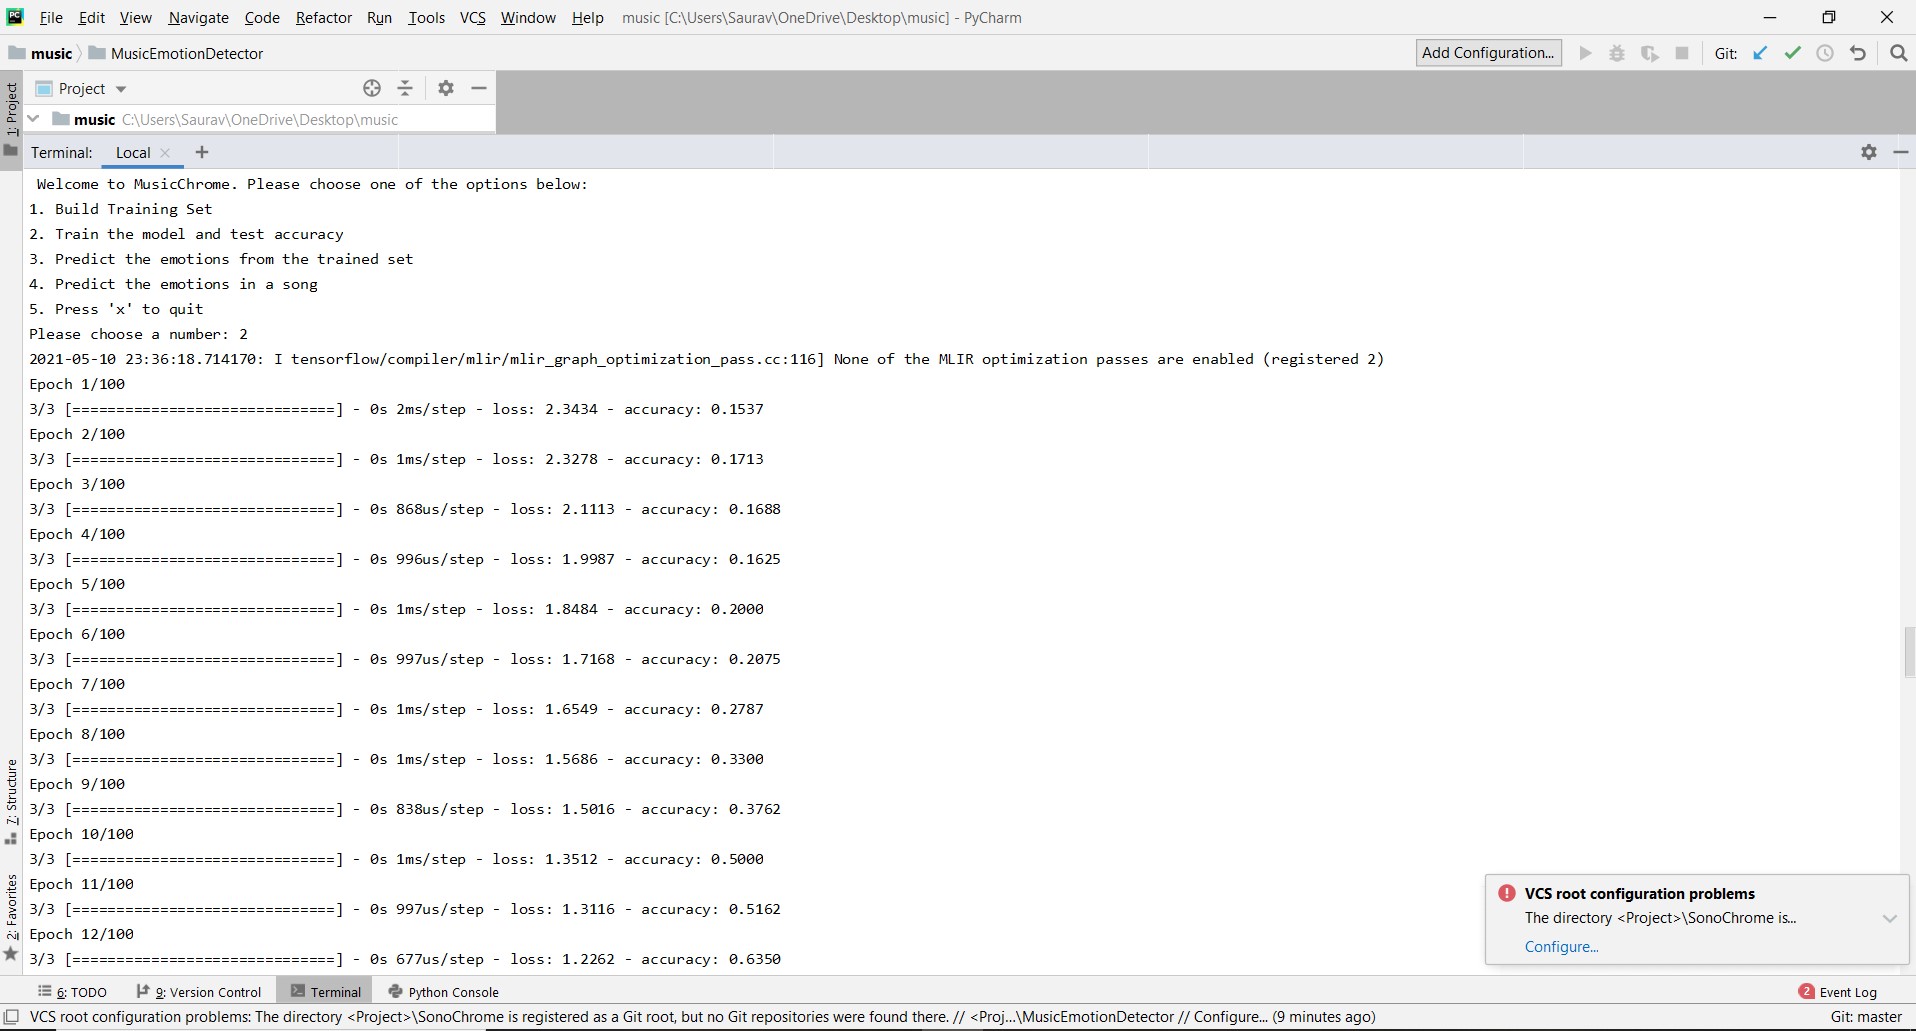 File Edit View Navigate Code Refactor Run Tools VCS Window Help music [C:\Users\Saurav\OneDrive\Desktop\music] - PyCharm
music MusicEmotionDetector Add Configuration... Git:
1: Project
Project
music C:\Users\Saurav\OneDrive\Desktop\music
Terminal: Local
Welcome to MusicChrome. Please choose one of the options below:
1. Build Training Set
2. Train the model and test accuracy
3. Predict the emotions from the trained set
4. Predict the emotions in a song
5. Press 'x' to quit
Please choose a number: 2
2021-05-10 23:36:18.714170: I tensorflow/compiler/mlir/mlir_graph_optimization_pass.cc:116] None of the MLIR optimization passes are enabled (registered 2)
Epoch 1/100
3/3 [==============================] - 0s 2ms/step - loss: 2.3434 - accuracy: 0.1537
Epoch 2/100
3/3 [==============================] - 0s 1ms/step - loss: 2.3278 - accuracy: 0.1713
Epoch 3/100
3/3 [==============================] - 0s 868us/step - loss: 2.1113 - accuracy: 0.1688
Epoch 4/100
3/3 [==============================] - 0s 996us/step - loss: 1.9987 - accuracy: 0.1625
Epoch 5/100
3/3 [==============================] - 0s 1ms/step - loss: 1.8484 - accuracy: 0.2000
Epoch 6/100
3/3 [==============================] - 0s 997us/step - loss: 1.7168 - accuracy: 0.2075
Epoch 7/100
3/3 [==============================] - 0s 1ms/step - loss: 1.6549 - accuracy: 0.2787
Epoch 8/100
3/3 [==============================] - 0s 1ms/step - loss: 1.5686 - accuracy: 0.3300
Epoch 9/100
3/3 [==============================] - 0s 838us/step - loss: 1.5016 - accuracy: 0.3762
Epoch 10/100
3/3 [==============================] - 0s 1ms/step - loss: 1.3512 - accuracy: 0.5000
Epoch 11/100
3/3 [==============================] - 0s 997us/step - loss: 1.3116 - accuracy: 0.5162
Epoch 12/100
3/3 [==============================] - 0s 677us/step - loss: 1.2262 - accuracy: 0.6350
7: Structure
2: Favorites
VCS root configuration problems
The directory <Project>\SonoChrome is...
Configure...
6: TODO 9: Version Control Terminal Python Console 2 Event Log
VCS root configuration problems: The directory <Project>\SonoChrome is registered as a Git root, but no Git repositories were found there. // <Proj...\MusicEmotionDetector // Configure... (9 minutes ago) Git: master